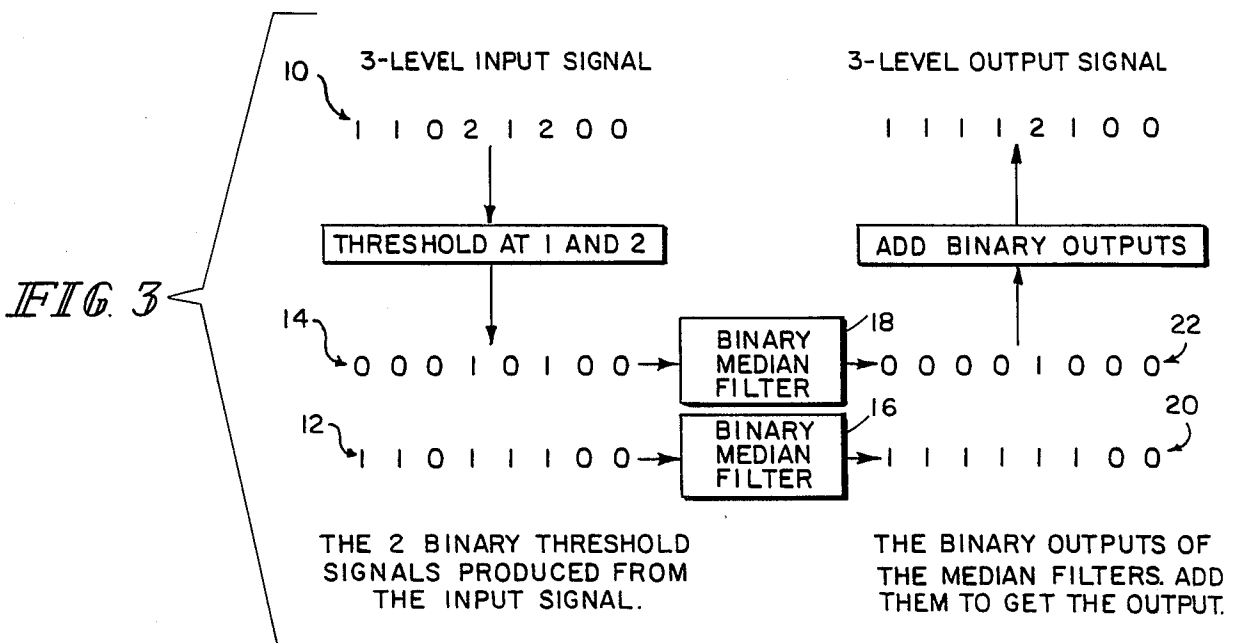 FIG. 3
3-LEVEL INPUT SIGNAL
10
1 1 0 2 1 2 0 0
THRESHOLD AT 1 AND 2
14
0 0 0 1 0 1 0 0
12
1 1 0 1 1 1 0 0
THE 2 BINARY THRESHOLD
SIGNALS PRODUCED FROM
THE INPUT SIGNAL.
BINARY
MEDIAN
FILTER
18
BINARY
MEDIAN
FILTER
16
3-LEVEL OUTPUT SIGNAL
1 1 1 1 2 1 0 0
ADD BINARY OUTPUTS
22
0 0 0 0 1 0 0 0
20
1 1 1 1 1 1 0 0
THE BINARY OUTPUTS OF
THE MEDIAN FILTERS. ADD
THEM TO GET THE OUTPUT.